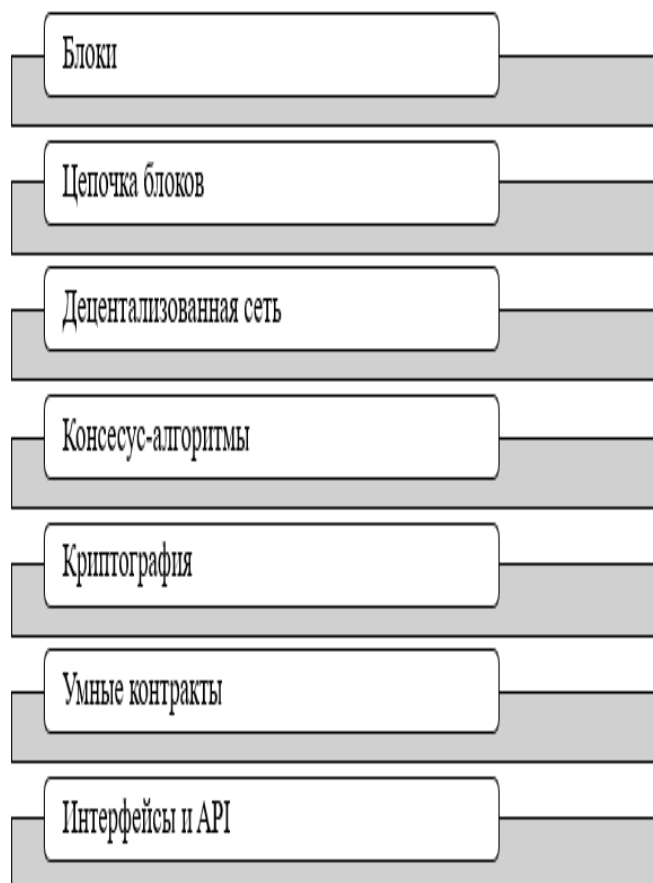 Блоки
Цепочка блоков
Децентализованная сеть
Консесус-алгоритмы
Криптография
Умные контракты
Интерфейсы и API